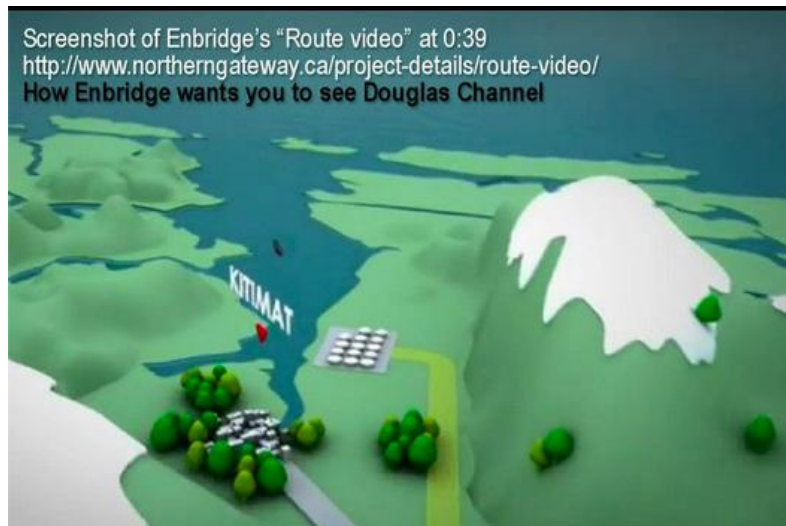 Screenshot of Enbridge's “Route video” at 0:39
http://www.northerngateway.ca/project-details/route-video/
How Enbridge wants you to see Douglas Channel
KITIMAT